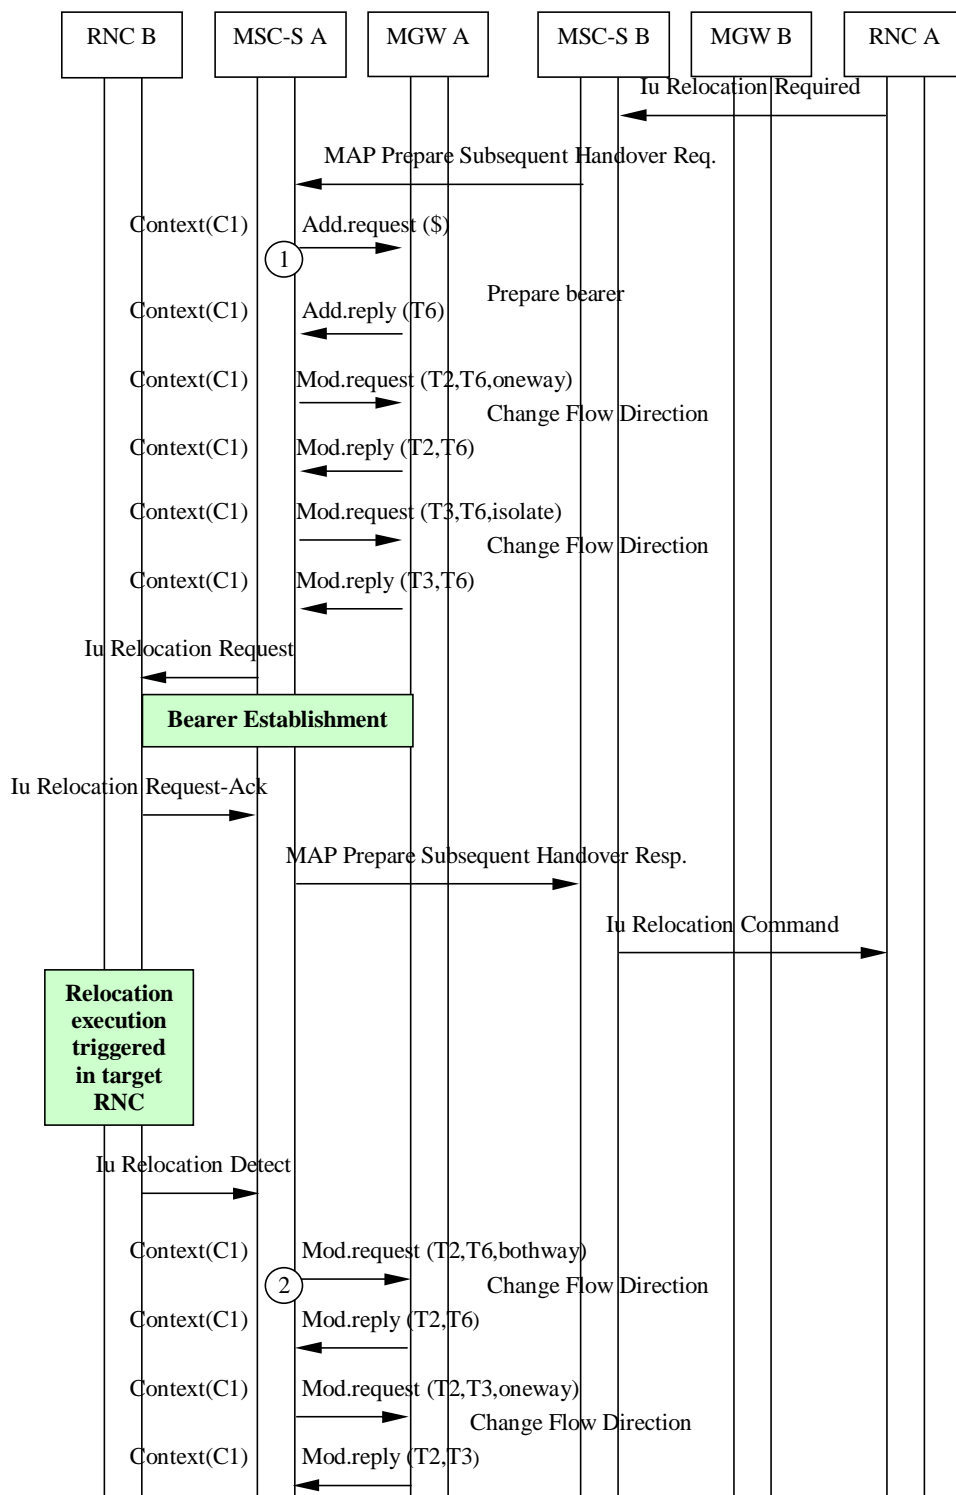 RNC B MSC-S A MGW A MSC-S B MGW B RNC A
Iu Relocation Required
MAP Prepare Subsequent Handover Req.
Context(C1) Add.request ($)
1
Prepare bearer
Context(C1) Add.reply (T6)
Context(C1) Mod.request (T2,T6,oneway)
Change Flow Direction
Context(C1) Mod.reply (T2,T6)
Context(C1) Mod.request (T3,T6,isolate)
Change Flow Direction
Context(C1) Mod.reply (T3,T6)
Iu Relocation Request
Bearer Establishment
Iu Relocation Request-Ack
MAP Prepare Subsequent Handover Resp.
Iu Relocation Command
Relocation
execution
triggered
in target
RNC
Iu Relocation Detect
Context(C1) Mod.request (T2,T6,bothway)
2 Change Flow Direction
Context(C1) Mod.reply (T2,T6)
Context(C1) Mod.request (T2,T3,oneway)
Change Flow Direction
Context(C1) Mod.reply (T2,T3)